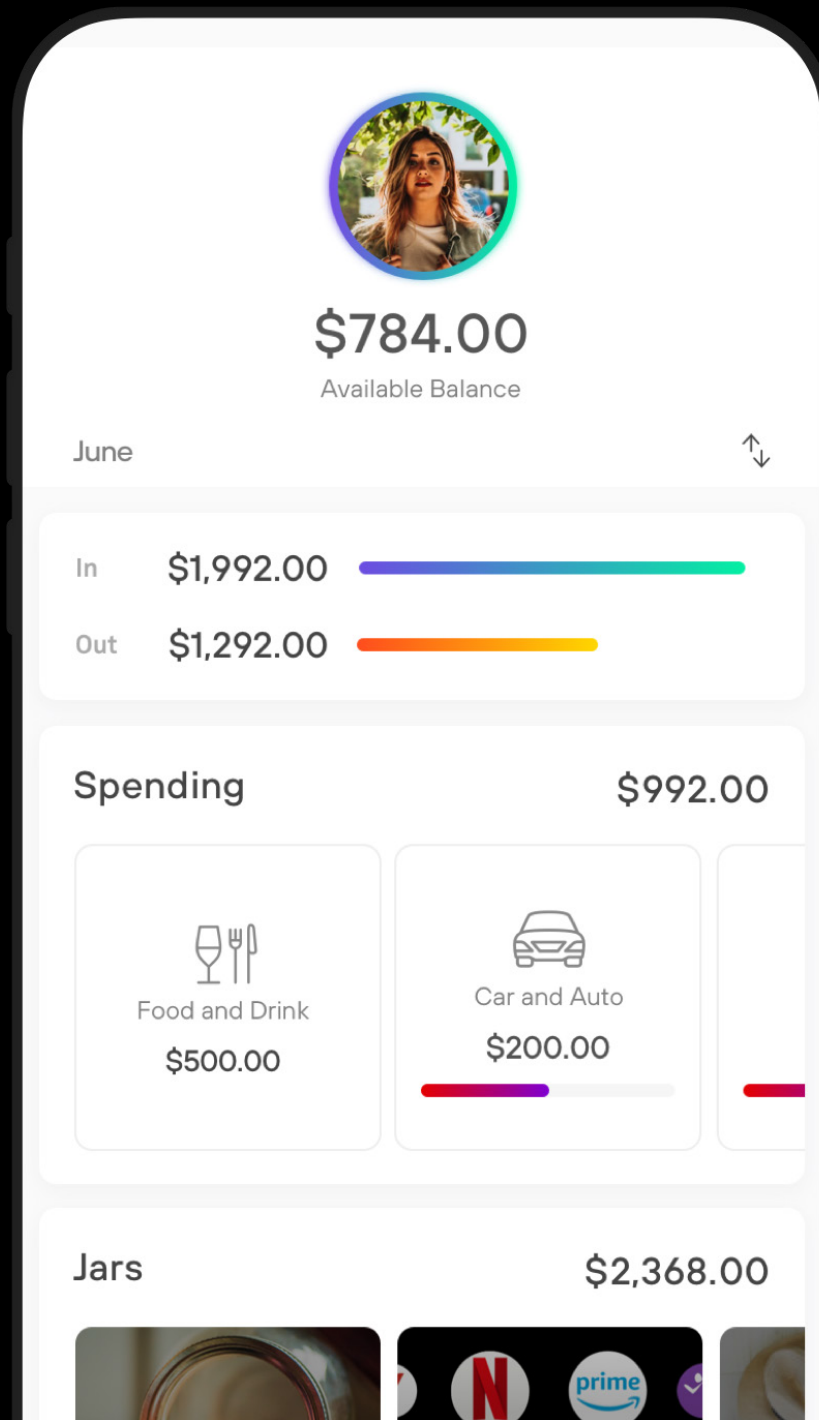 $784.00
Available Balance
June
In $1,992.00
Out $1,292.00
Spending $992.00
Food and Drink
$500.00
Car and Auto
$200.00
Jars $2,368.00
N prime